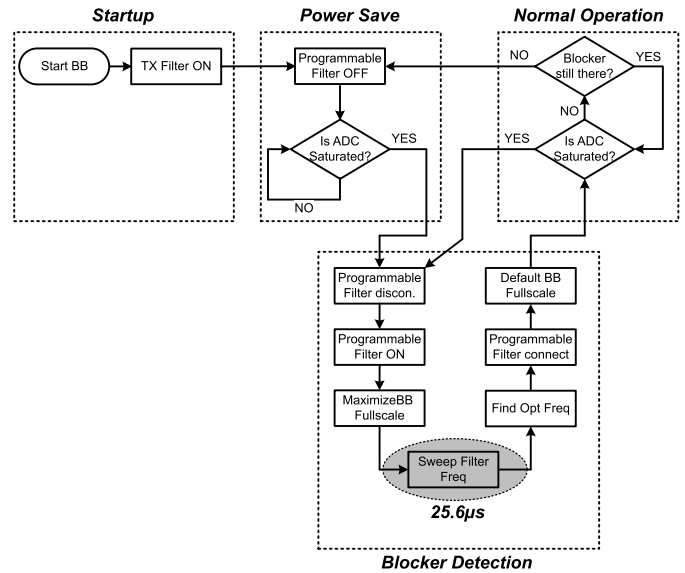 Startup
Power Save
Normal Operation
Start BB
TX Filter ON
Programmable
Filter OFF
NO
Blocker
still there?
YES
NO
Is ADC
Saturated?
YES
NO
YES
Is ADC
Saturated?
Programmable
Filter discon.
Default BB
Fullscale
Programmable
Filter ON
Programmable
Filter connect
MaximizeBB
Fullscale
Find Opt Freq
Sweep Filter
Freq
25.6µs
Blocker Detection